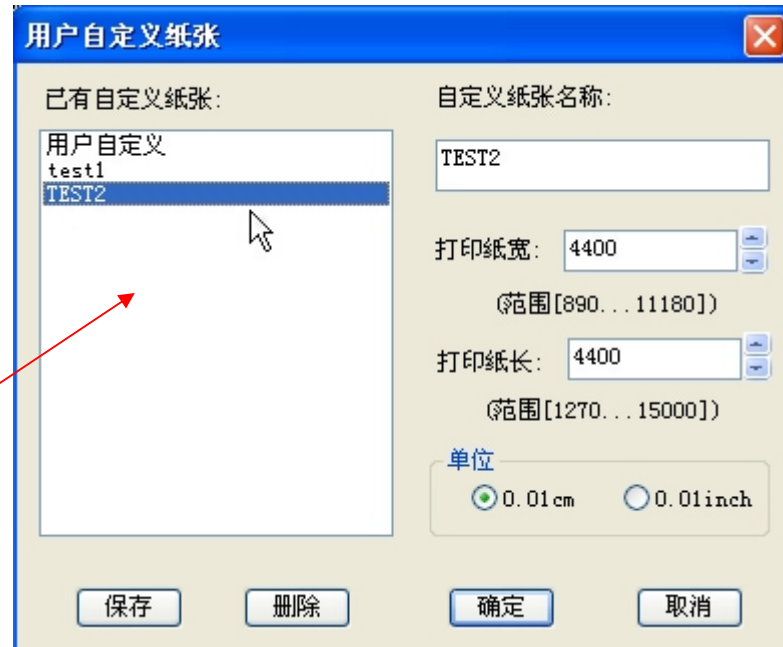 用户自定义纸张
已有自定义纸张:
用户自定义
test1
TEST2
自定义纸张名称:
TEST2
打印纸宽: 4400
(范围[890...11180])
打印纸长: 4400
(范围[1270...15000])
单位
0.01cm 0.01inch
保存 删除 确定 取消